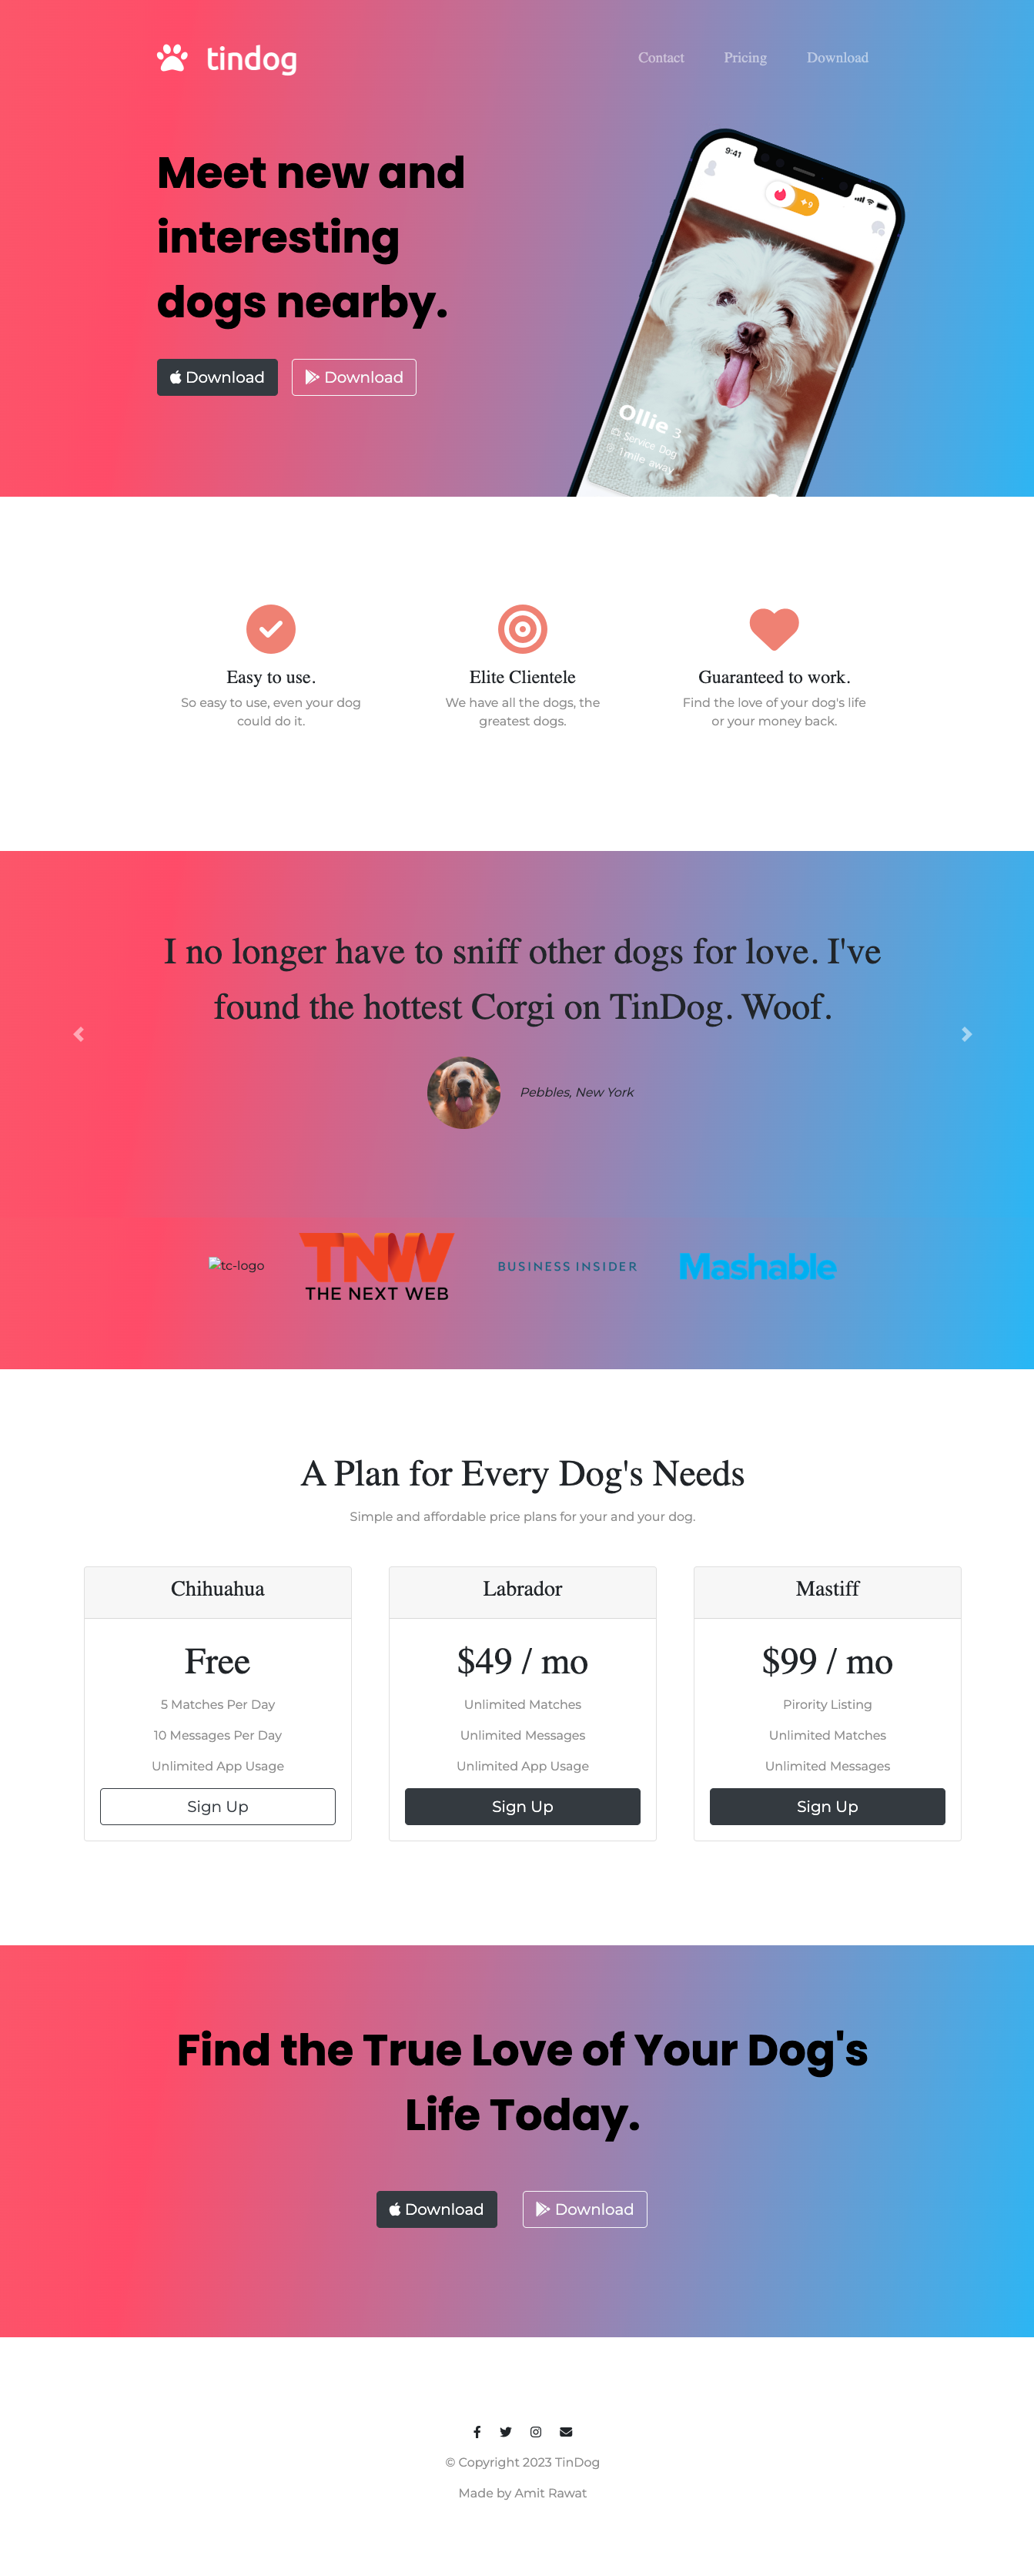 tindog
Contact
Pricing
Download
Meet new and
interesting
dogs nearby.
Download
Download
9:41
9
Ollie 3
Service Dog
1 mile away
Easy to use.
So easy to use, even your dog
could do it.
Elite Clientele
We have all the dogs, the
greatest dogs.
Guaranteed to work.
Find the love of your dog's life
or your money back.
I no longer have to sniff other dogs for love. I've
found the hottest Corgi on TinDog. Woof.
Pebbles, New York
tc-logo
TNW
THE NEXT WEB
BUSINESS INSIDER
Mashable
A Plan for Every Dog's Needs
Simple and affordable price plans for your and your dog.
Chihuahua
Free
5 Matches Per Day
10 Messages Per Day
Unlimited App Usage
Sign Up
Labrador
$49 / mo
Unlimited Matches
Unlimited Messages
Unlimited App Usage
Sign Up
Mastiff
$99 / mo
Pirority Listing
Unlimited Matches
Unlimited Messages
Sign Up
Find the True Love of Your Dog's
Life Today.
Download
Download
© Copyright 2023 TinDog
Made by Amit Rawat